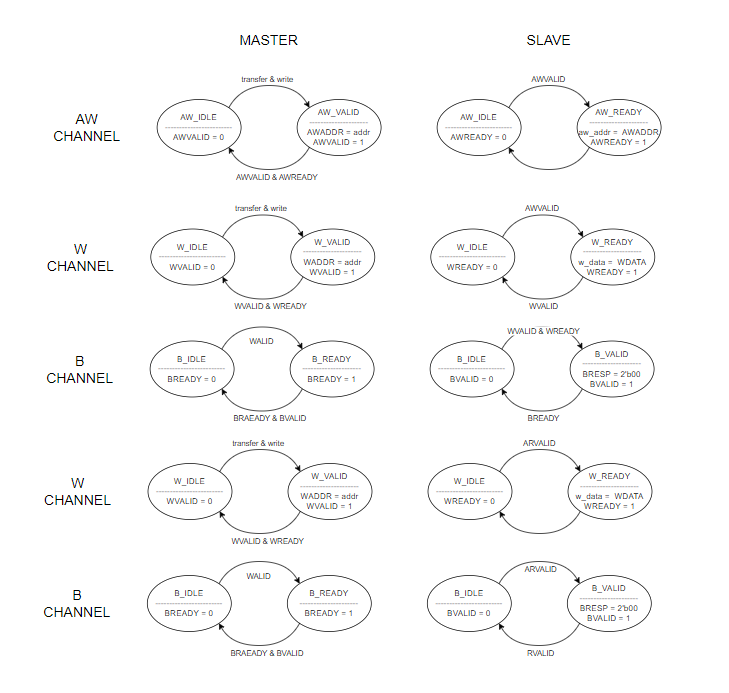 MASTER SLAVE
AW
CHANNEL
transfer & write
AW_IDLE
AWVALID = 0
AW_VALID
AWADDR = addr
AWVALID = 1
AWVALID & AWREADY
AWVALID
AW_IDLE
AWREADY = 0
AW_READY
aw_addr = AWADDR
AWREADY = 1
W
CHANNEL
transfer & write
W_IDLE
WVALID = 0
W_VALID
WADDR = addr
WVALID = 1
WVALID & WREADY
AWVALID
W_IDLE
WREADY = 0
W_READY
w_data = WDATA
WREADY = 1
WVALID
B
CHANNEL
WALID
B_IDLE
BREADY = 0
B_READY
BREADY = 1
BRAEADY & BVALID
WVALID & WREADY
B_IDLE
BVALID = 0
B_VALID
BRESP = 2'b00
BVALID = 1
BREADY
W
CHANNEL
transfer & write
W_IDLE
WVALID = 0
W_VALID
WADDR = addr
WVALID = 1
WVALID & WREADY
ARVALID
W_IDLE
WREADY = 0
W_READY
w_data = WDATA
WREADY = 1
B
CHANNEL
WALID
B_IDLE
BREADY = 0
B_READY
BREADY = 1
BRAEADY & BVALID
ARVALID
B_IDLE
BVALID = 0
B_VALID
BRESP = 2'b00
BVALID = 1
RVALID